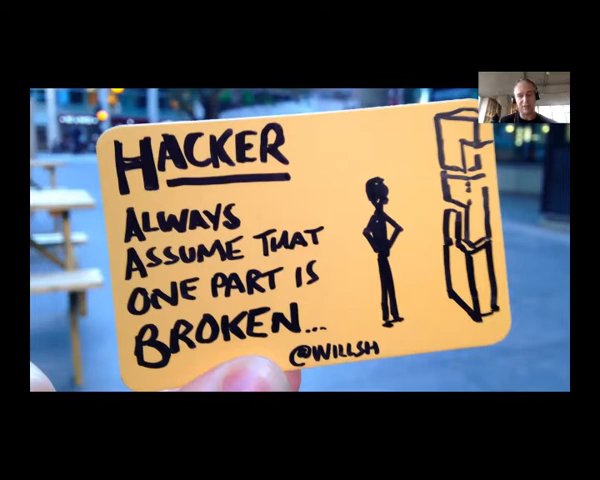 HACKER
ALWAYS
ASSUME THAT
ONE PART IS
BROKEN...
@WILLSH